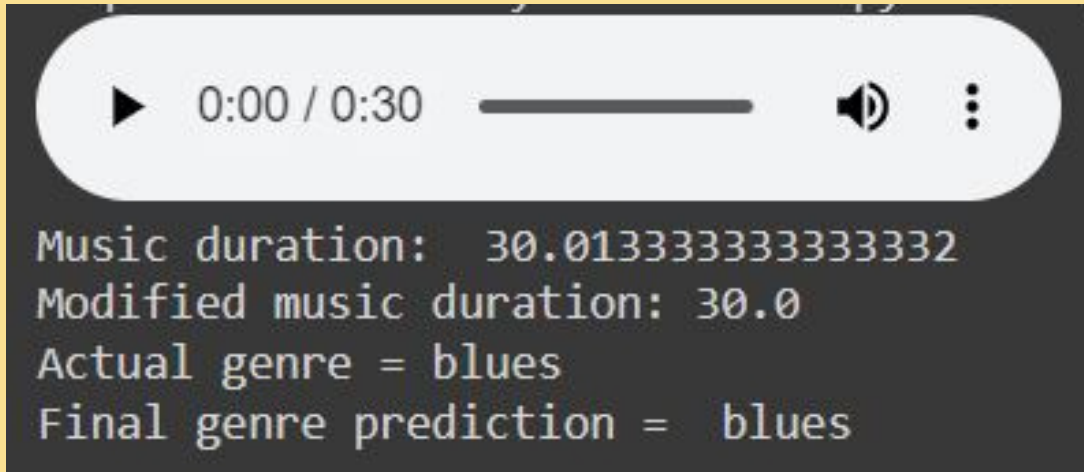 0:00 / 0:30
Music duration:  30.013333333333332
Modified music duration: 30.0
Actual genre = blues
Final genre prediction =  blues